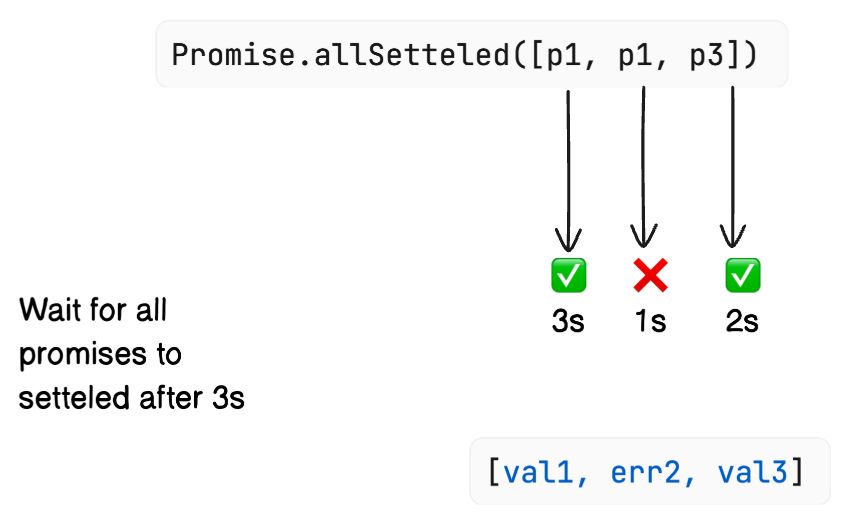 Promise.allSetteled([p1, p1, p3])
3s 1s 2s
Wait for all
promises to
setteled after 3s
[val1, err2, val3]